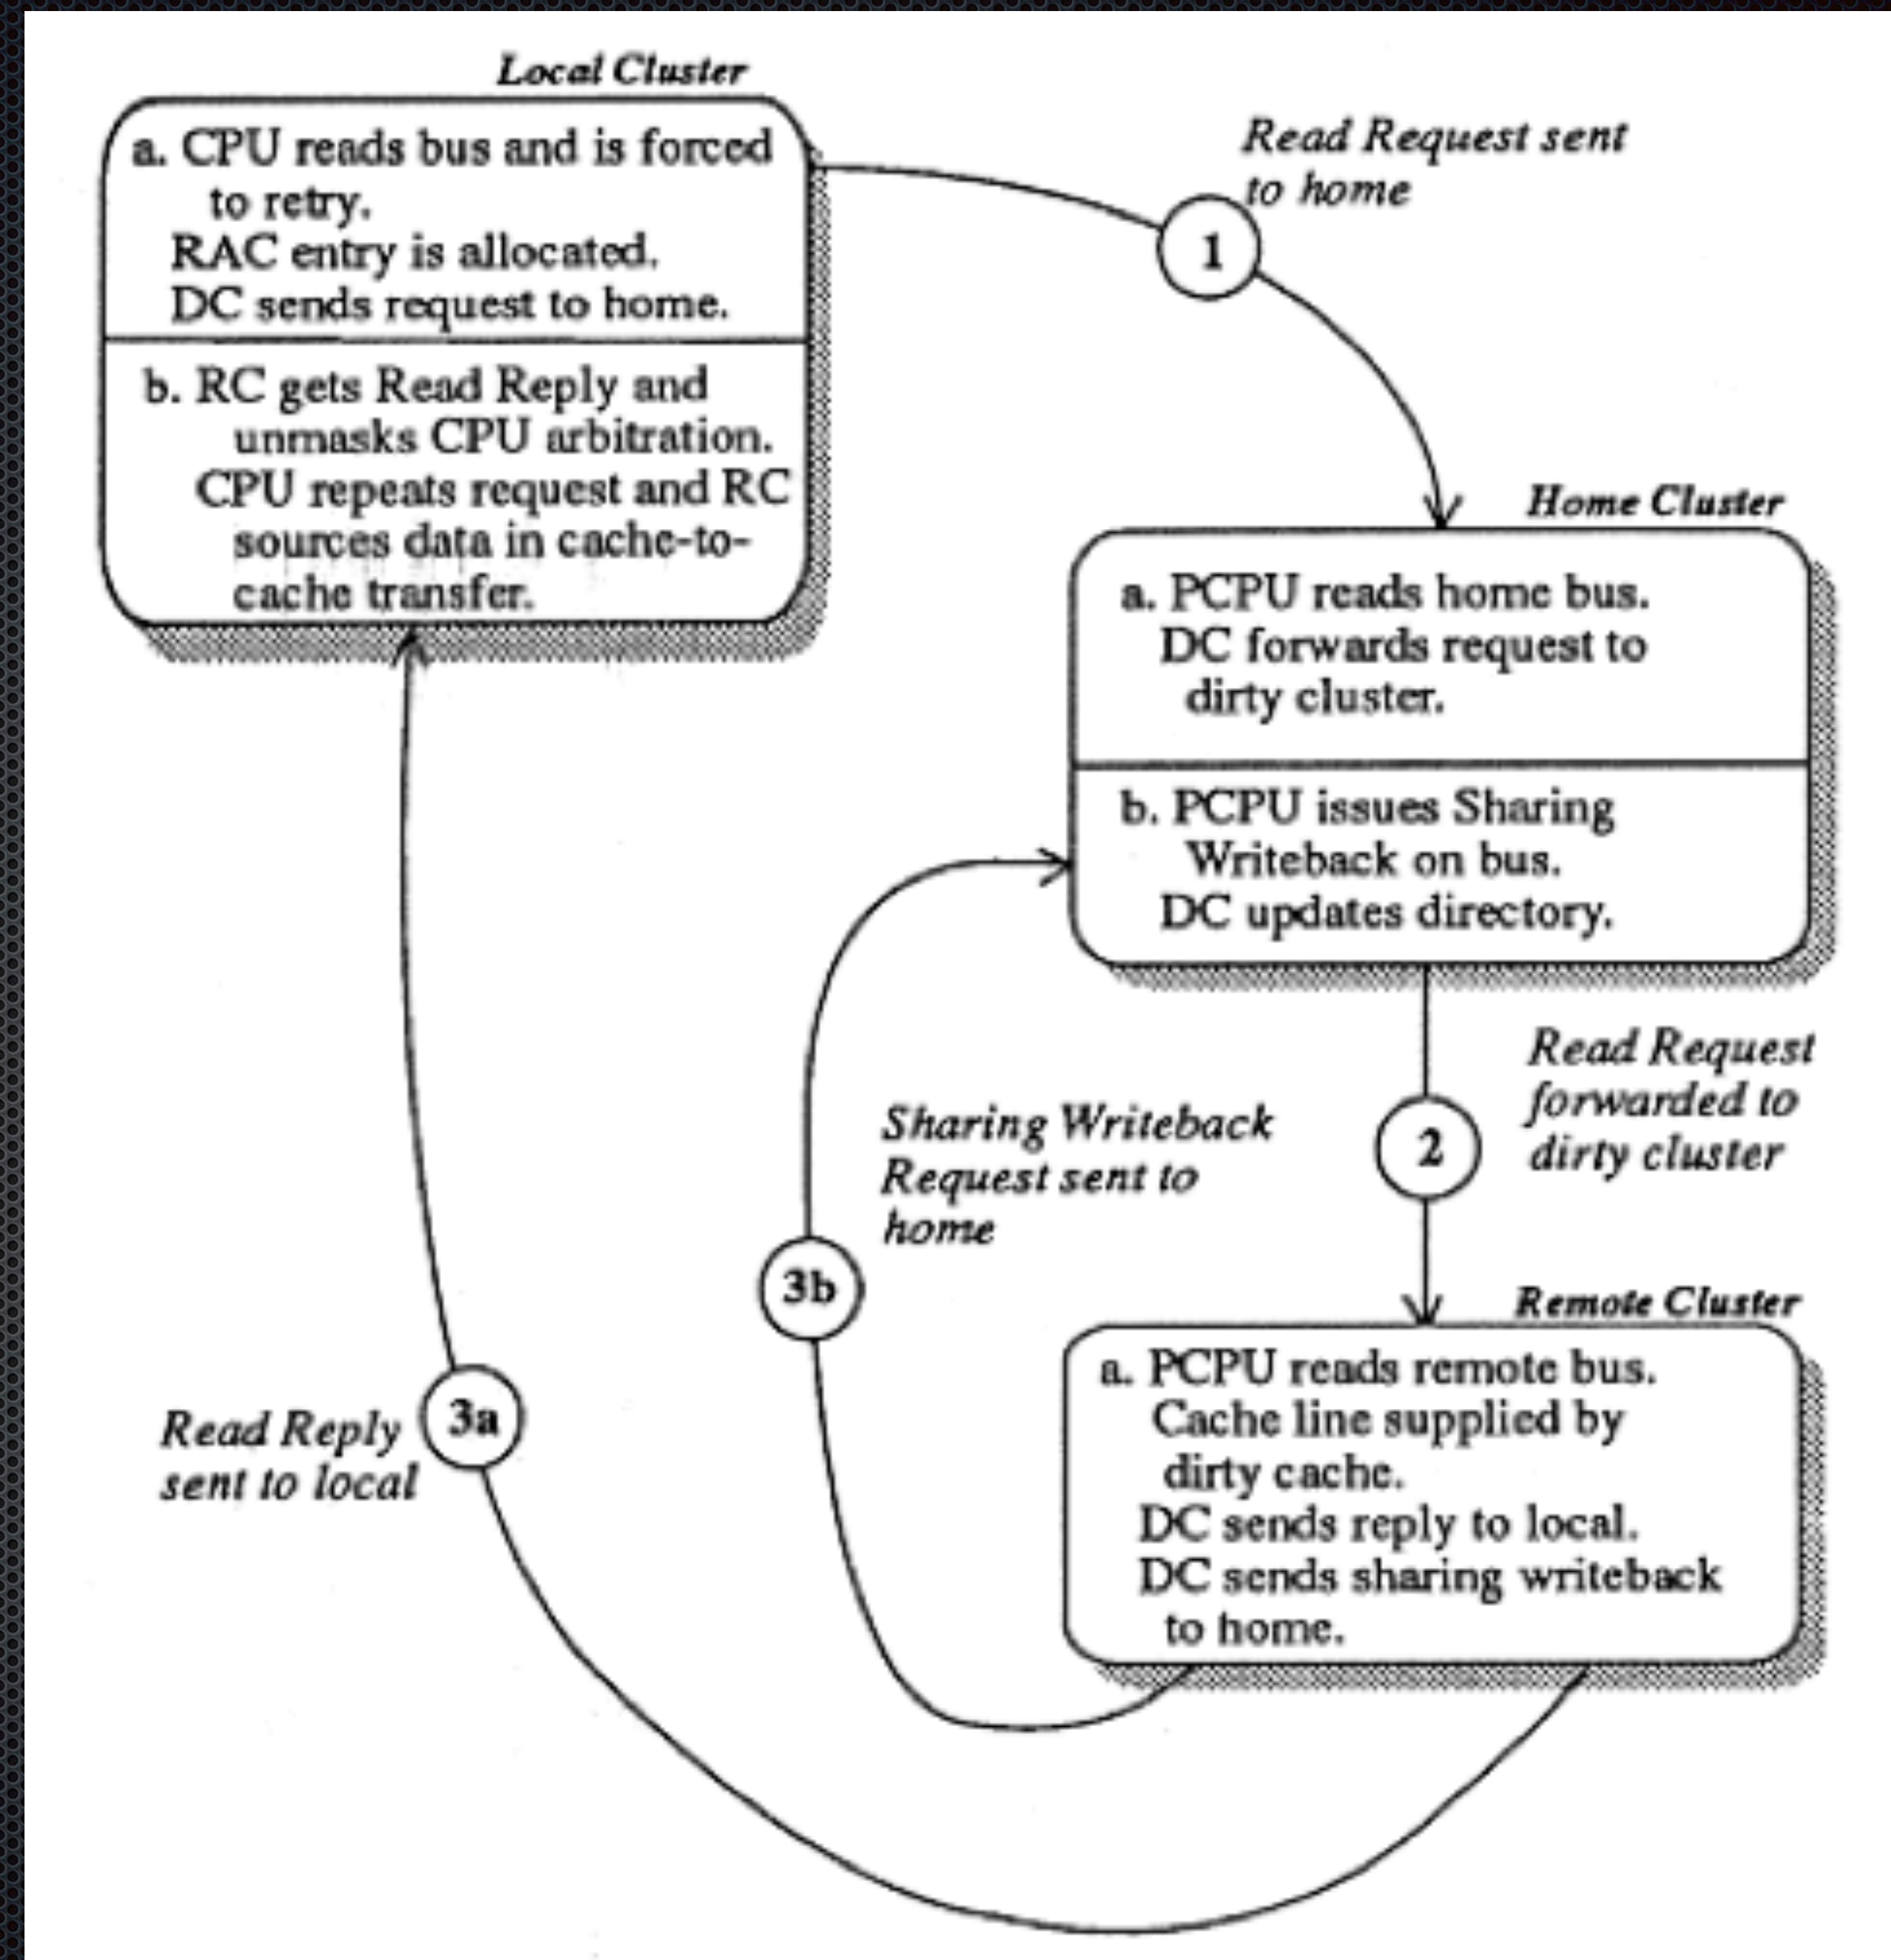 Local Cluster
a. CPU reads bus and is forced
to retry.
RAC entry is allocated.
DC sends request to home.
b. RC gets Read Reply and
unmasks CPU arbitration.
CPU repeats request and RC
sources data in cache-to-
cache transfer.
Read Request sent
to home
1
Home Cluster
a. PCPU reads home bus.
DC forwards request to
dirty cluster.
b. PCPU issues Sharing
Writeback on bus.
DC updates directory.
Read Request
forwarded to
dirty cluster
2
Sharing Writeback
Request sent to
home
3b
Remote Cluster
a. PCPU reads remote bus.
Cache line supplied by
dirty cache.
DC sends reply to local.
DC sends sharing writeback
to home.
Read Reply
sent to local
3a